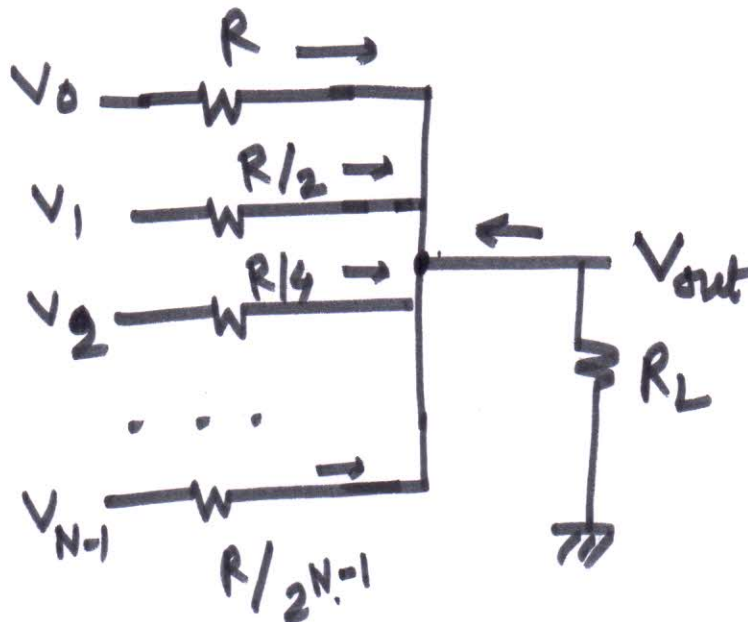 R
V0
R/2
V1
R/4
Vout
V2
RL
. . .
VN-1
R/2N-1